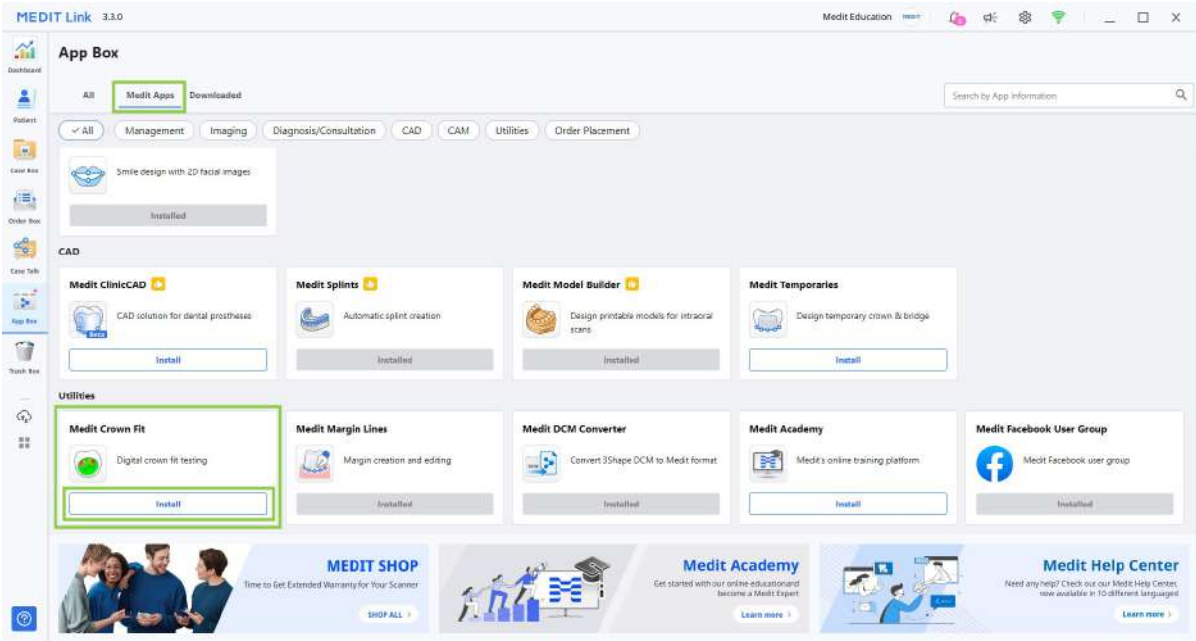 MEDIT Link 3.3.0
Medit Education
MEDIT
App Box
All
Medit Apps
Downloaded
Search by App Information
All
Management
Imaging
Diagnosis/Consultation
CAD
CAM
Utilities
Order Placement
Dashboard
Patient
Case Box
Order Box
Case Talk
App Box
Trash Box
Smile design with 2D facial images
Installed
CAD
Medit ClinicCAD
CAD solution for dental prostheses
Beta
Install
Medit Splints
Automatic splint creation
Installed
Medit Model Builder
Design printable models for intraoral
scans
Installed
Medit Temporaries
Design temporary crown & bridge
Install
Utilities
Medit Crown Fit
Digital crown fit testing
Install
Medit Margin Lines
Margin creation and editing
Installed
Medit DCM Converter
Convert 3Shape DCM to Medit format
Installed
Medit Academy
Medit's online training platform
Install
Medit Facebook User Group
Medit Facebook user group
Installed
MEDIT SHOP
Time to Get Extended Warranty for Your Scanner
SHOP ALL
Medit Academy
Get started with our online educationand
become a Medit Expert
Learn more
Medit Help Center
Need any help? Check out our Medit Help Center,
now available in 10 different languaged
Learn more